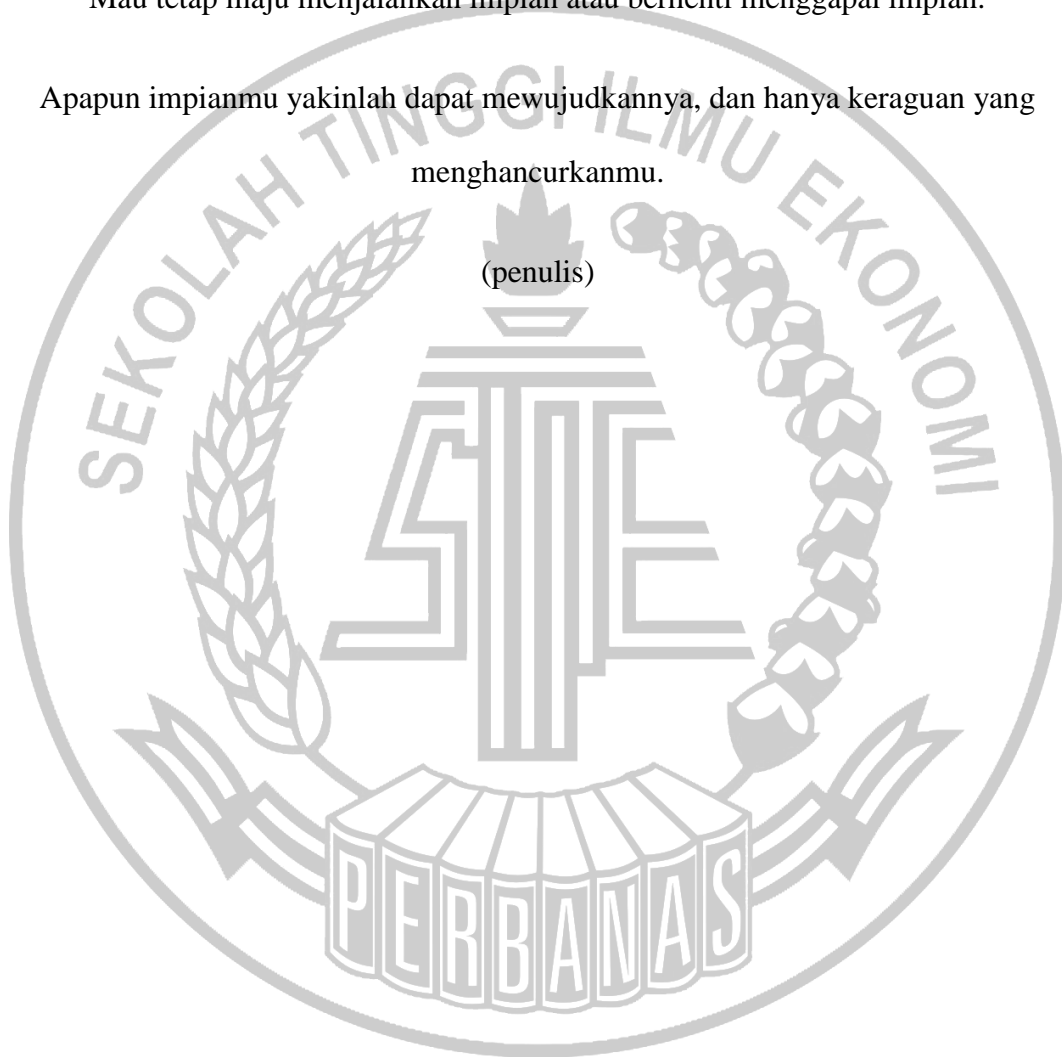 Mau tetap maju menjalankan impian atau berhenti menggapai impian.
Apapun impianmu yakinlah dapat mewujudkannya, dan hanya keraguan yang
menghancurkanmu.
(penulis)
SEKOLAH TINGGI ILMU EKONOMI
STIE
PERBANAS